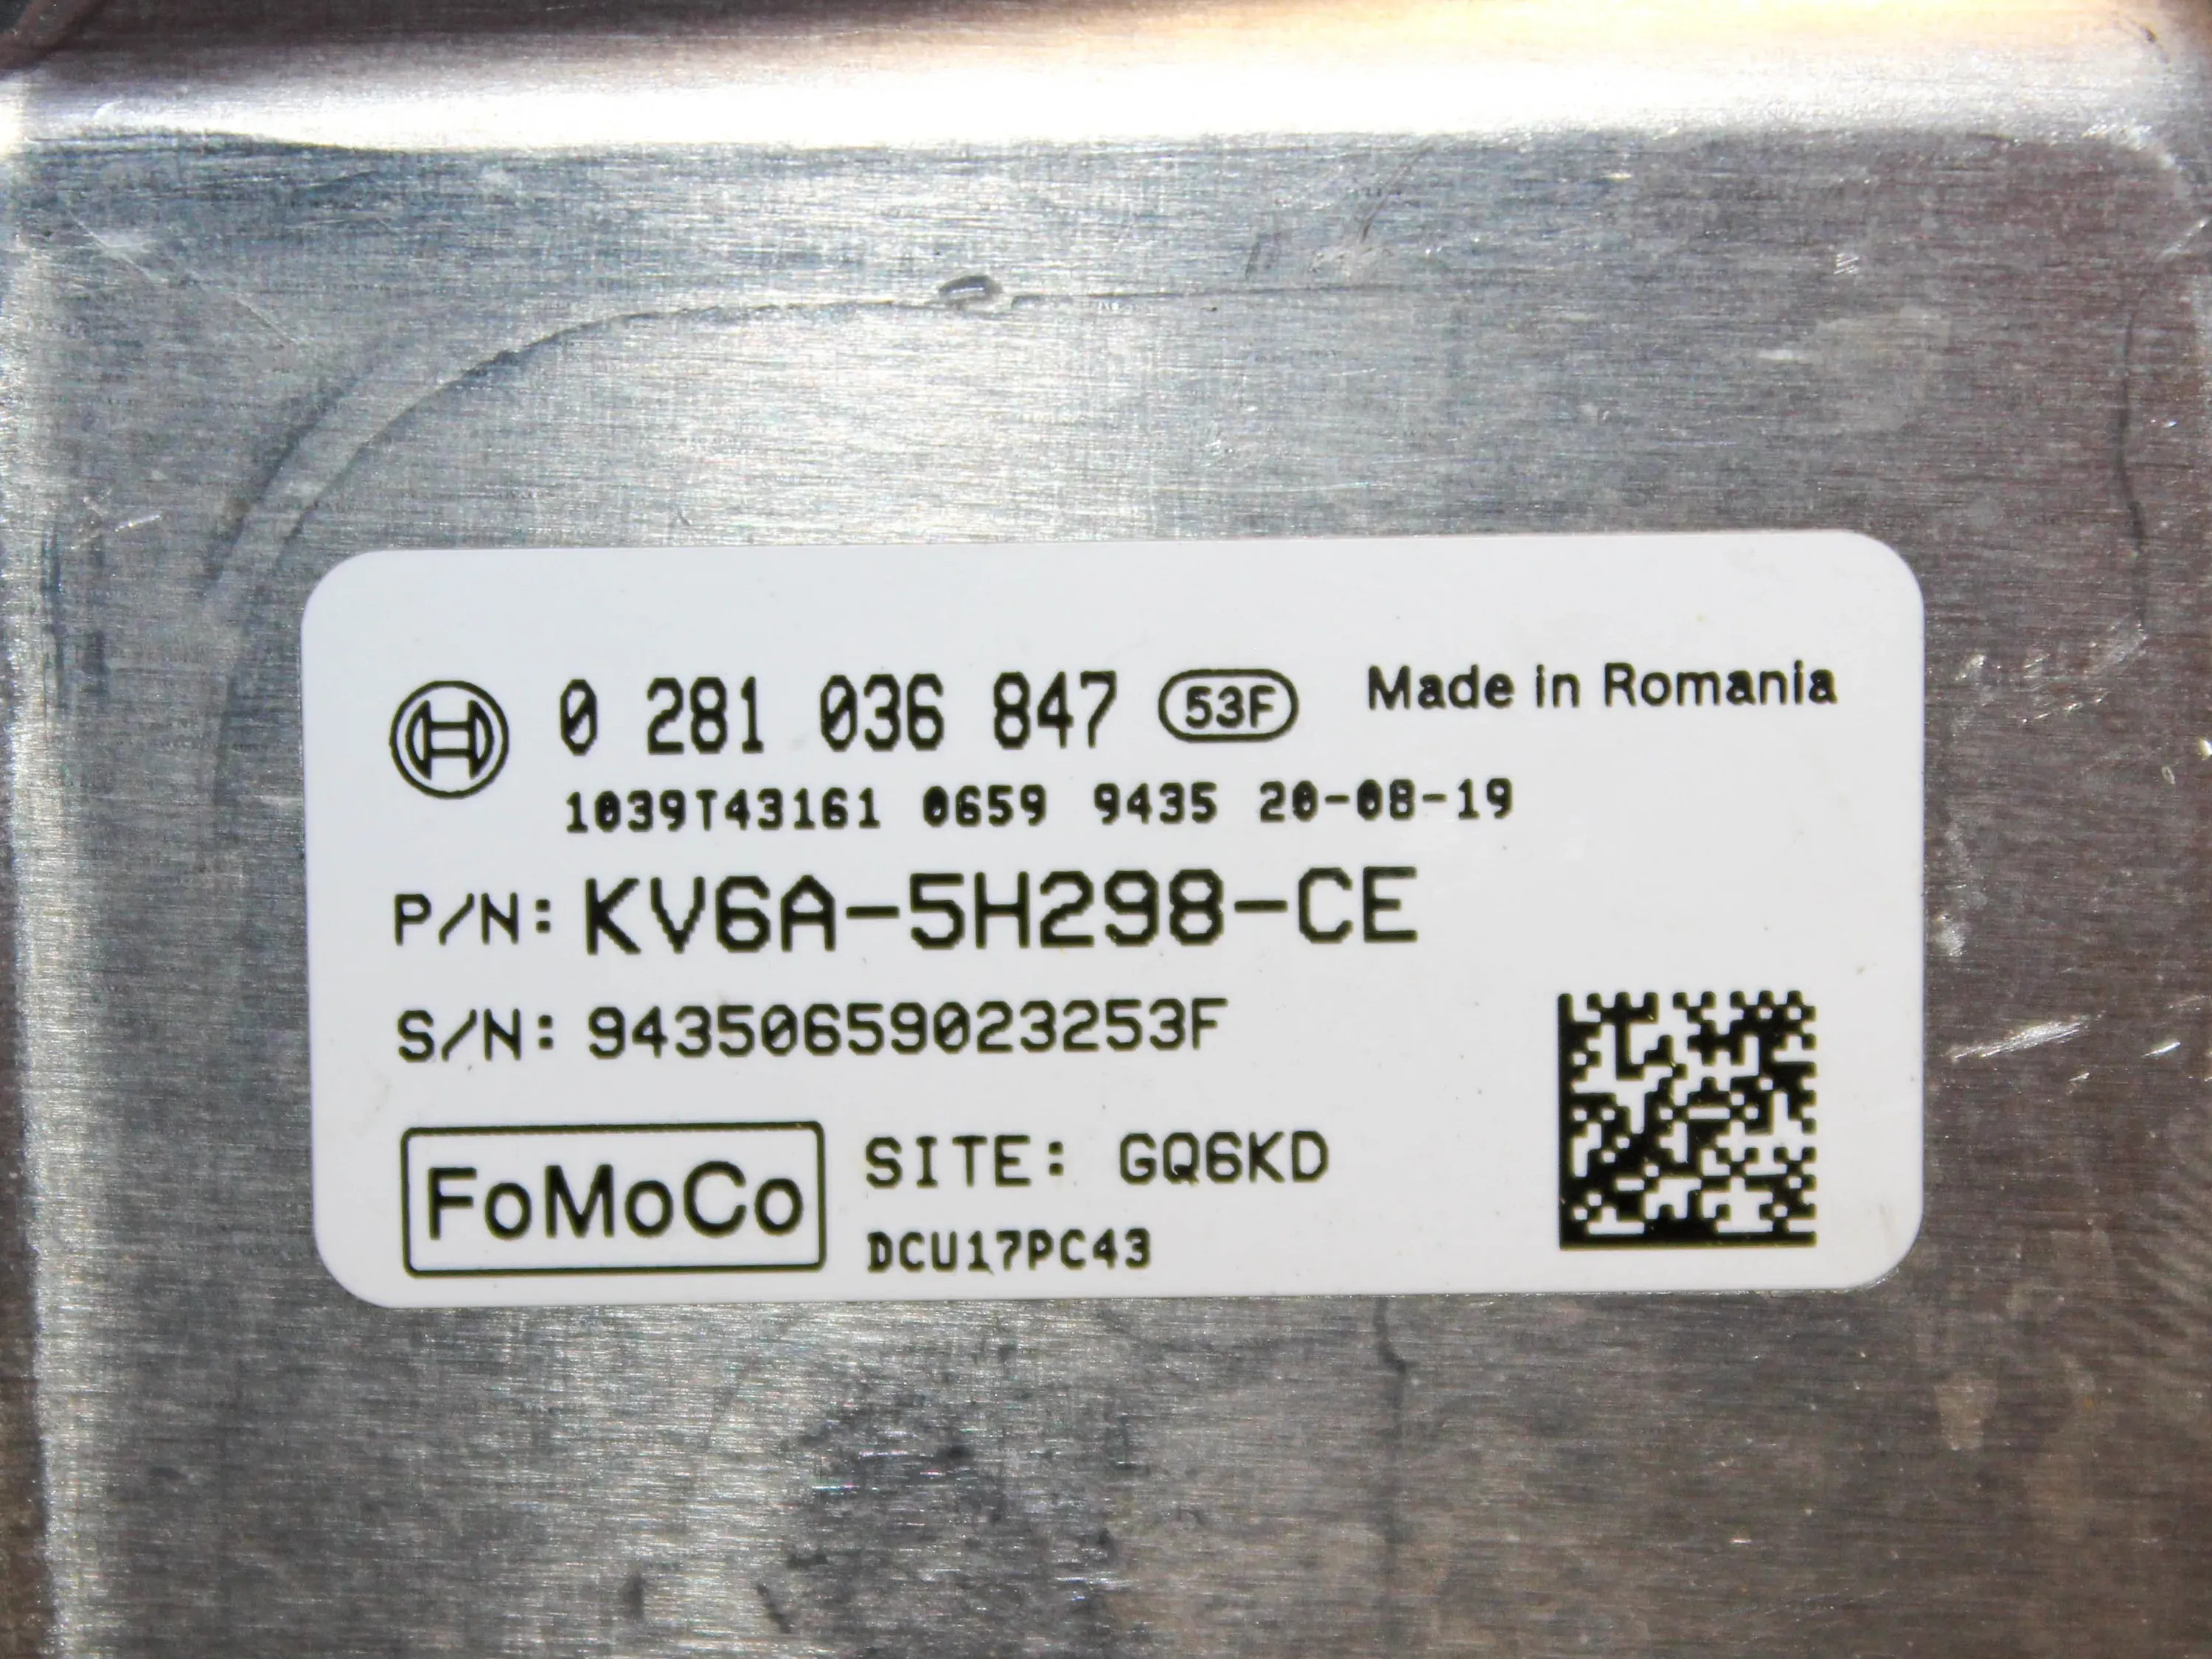 0 281 036 847 53F Made in Romania
1039T43161 0659 9435 20-08-19
P/N: KV6A-5H298-CE
S/N: 94350659023253F
FoMoCo SITE: GQ6KD
DCU17PC43